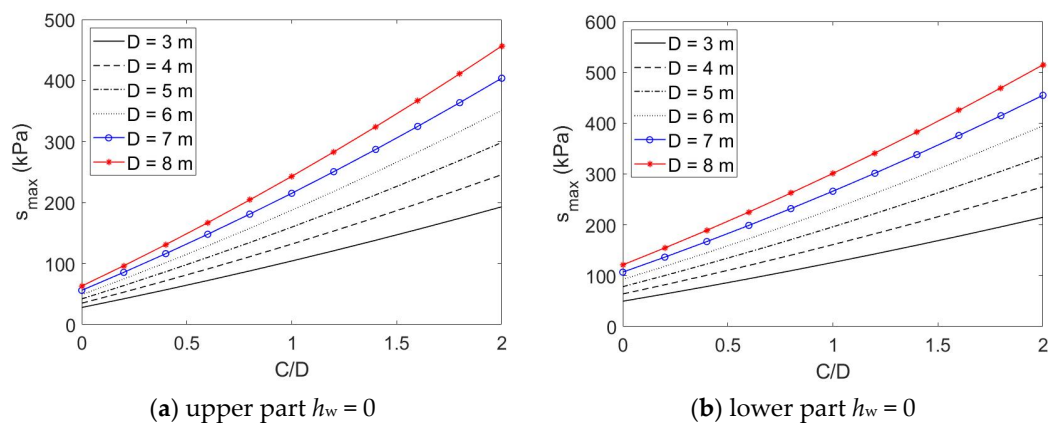 500
400
300
200
100
0
s_max (kPa)
D = 3 m
D = 4 m
D = 5 m
D = 6 m
D = 7 m
D = 8 m
0 0.5 1 1.5 2
C/D
(a) upper part h_w = 0
600
500
400
300
200
100
0
s_max (kPa)
D = 3 m
D = 4 m
D = 5 m
D = 6 m
D = 7 m
D = 8 m
0 0.5 1 1.5 2
C/D
(b) lower part h_w = 0